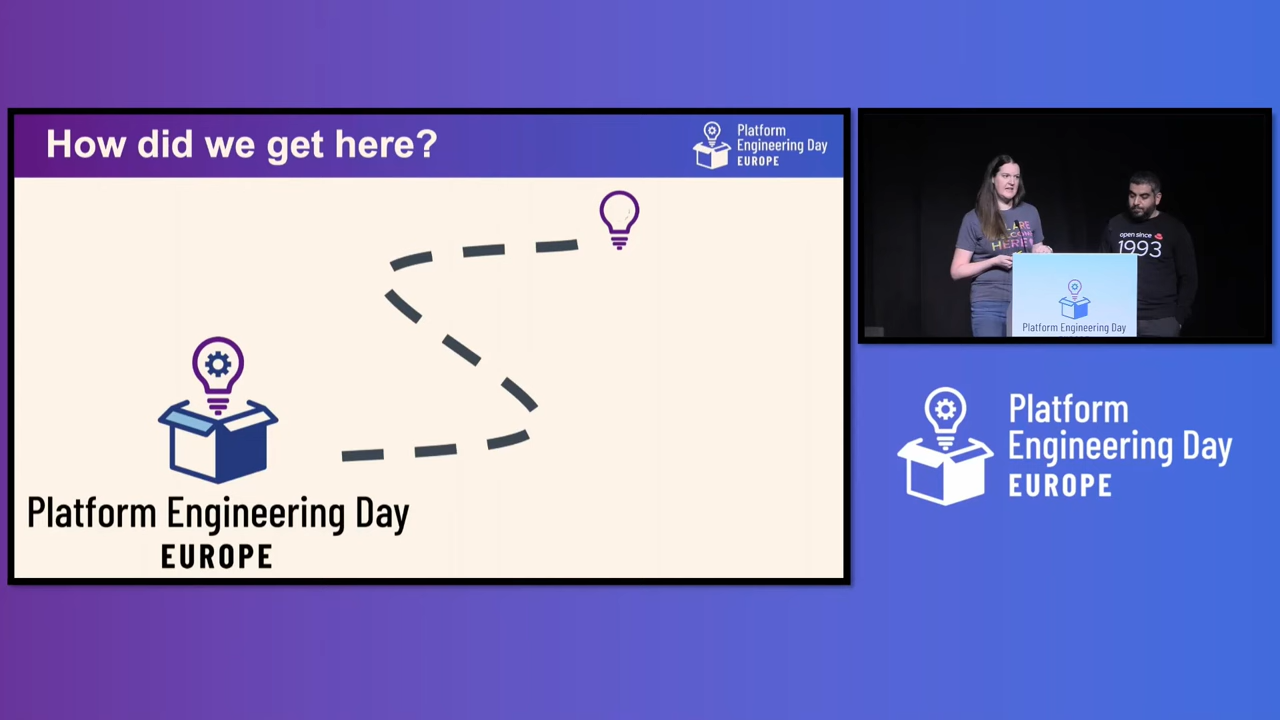 How did we get here?
Platform
Engineering Day
EUROPE
Platform Engineering Day
EUROPE
HERE
open since
1993
Platform Engineering Day
Platform
Engineering Day
EUROPE